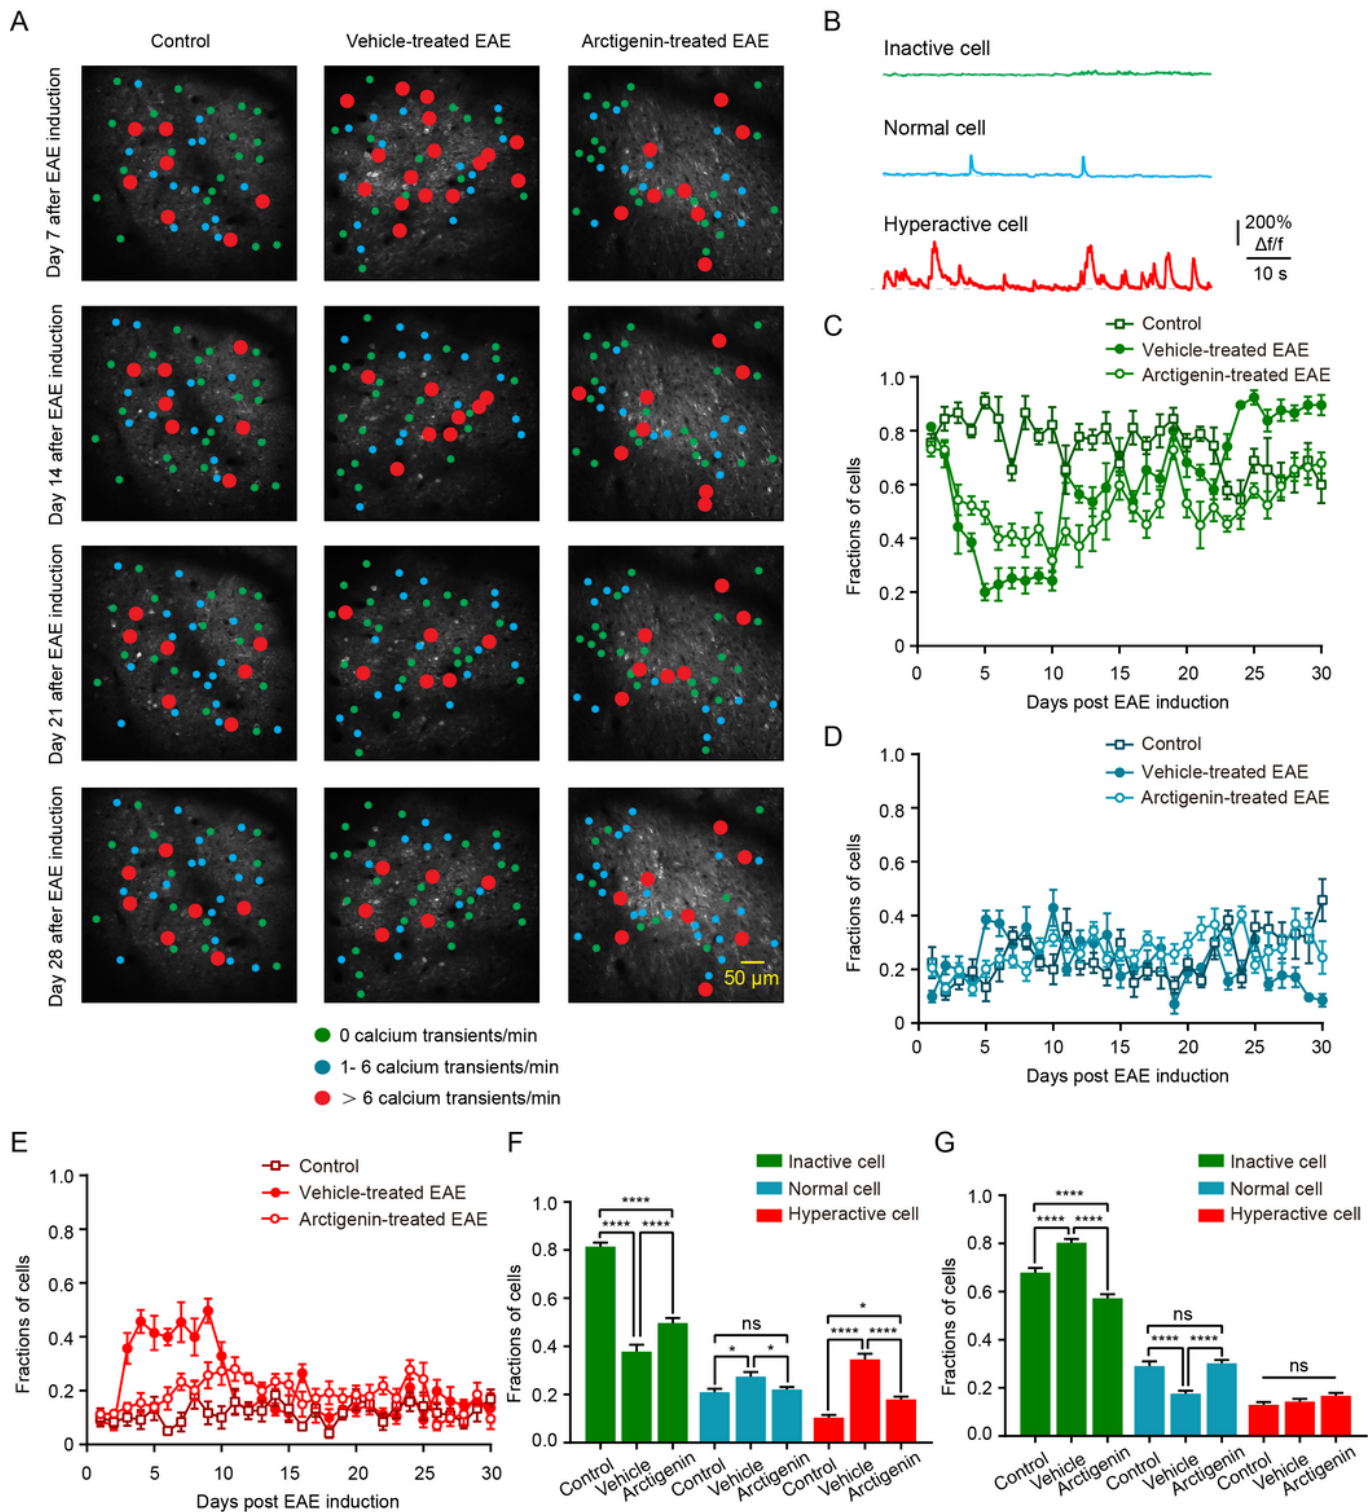 A
Control
Vehicle-treated EAE
Arctigenin-treated EAE
Day 7 after EAE induction
Day 14 after EAE induction
Day 21 after EAE induction
Day 28 after EAE induction
50 µm
0 calcium transients/min
1- 6 calcium transients/min
> 6 calcium transients/min
B
Inactive cell
Normal cell
Hyperactive cell
200%
Δf/f
10 s
C
Control
Vehicle-treated EAE
Arctigenin-treated EAE
Fractions of cells
1.0
0.8
0.6
0.4
0.2
0
0 5 10 15 20 25 30
Days post EAE induction
D
Control
Vehicle-treated EAE
Arctigenin-treated EAE
Fractions of cells
1.0
0.8
0.6
0.4
0.2
0
0 5 10 15 20 25 30
Days post EAE induction
E
Control
Vehicle-treated EAE
Arctigenin-treated EAE
Fractions of cells
1.0
0.8
0.6
0.4
0.2
0
0 5 10 15 20 25 30
Days post EAE induction
F
Inactive cell
Normal cell
Hyperactive cell
Fractions of cells
1.0
0.8
0.6
0.4
0.2
0.0
****
**** ****
ns
* *
*
**** ****
Control Vehicle Arctigenin Control Vehicle Arctigenin Control Vehicle Arctigenin
G
Inactive cell
Normal cell
Hyperactive cell
Fractions of cells
1.0
0.8
0.6
0.4
0.2
0.0
****
**** ****
ns
**** ****
ns
Control Vehicle Arctigenin Control Vehicle Arctigenin Control Vehicle Arctigenin